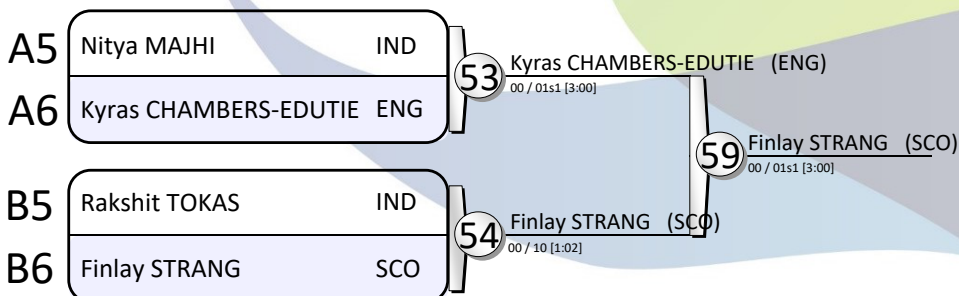 A5 Nitya MAJHI IND
A6 Kyras CHAMBERS-EDUTIE ENG
53 Kyras CHAMBERS-EDUTIE (ENG)
00 / 01s1 [3:00]
59 Finlay STRANG (SCO)
00 / 01s1 [3:00]
B5 Rakshit TOKAS IND
B6 Finlay STRANG SCO
54 Finlay STRANG (SCO)
00 / 10 [1:02]